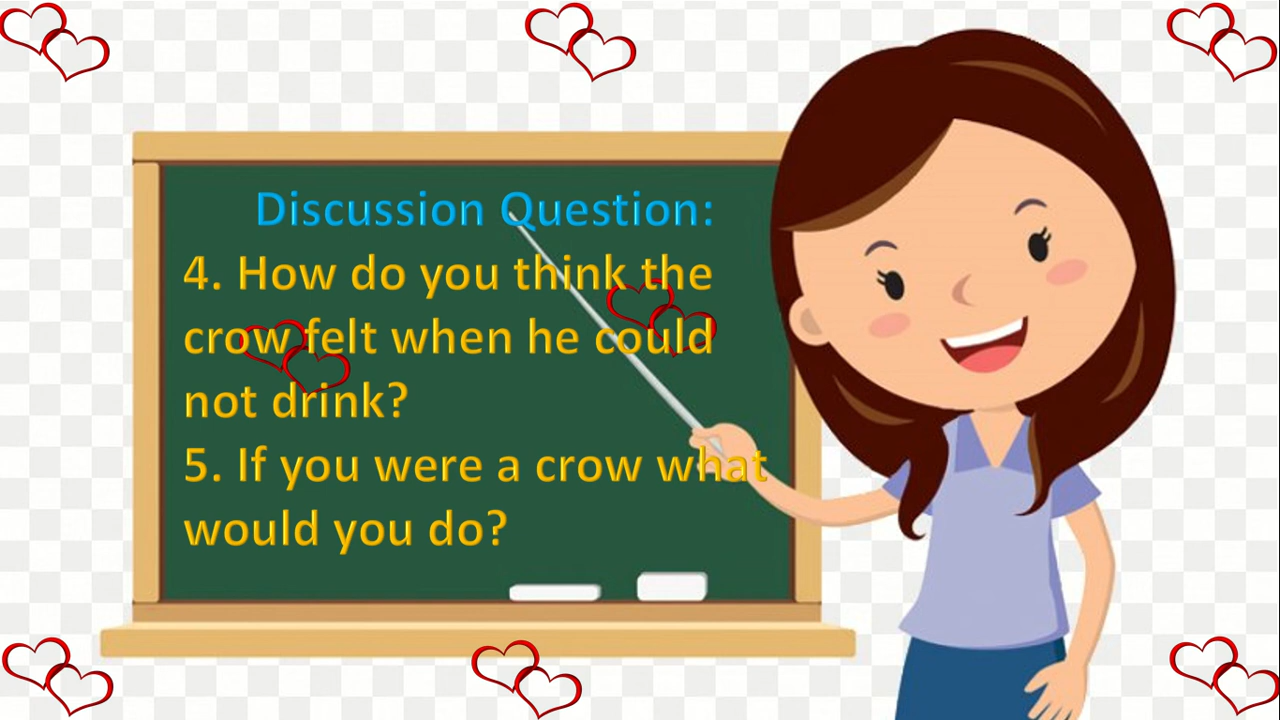 Discussion Question:
4. How do you think the
crow felt when he could
not drink?
5. If you were a crow what
would you do?